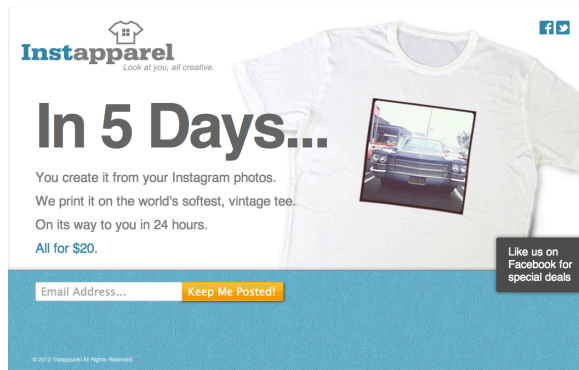 Instapparel
Look at you, all creative.
In 5 Days...
You create it from your Instagram photos.
We print it on the world's softest, vintage tee.
On its way to you in 24 hours.
All for $20.
Like us on
Facebook for
special deals
Email Address...
Keep Me Posted!
© 2012 Instapparel All Rights Reserved.